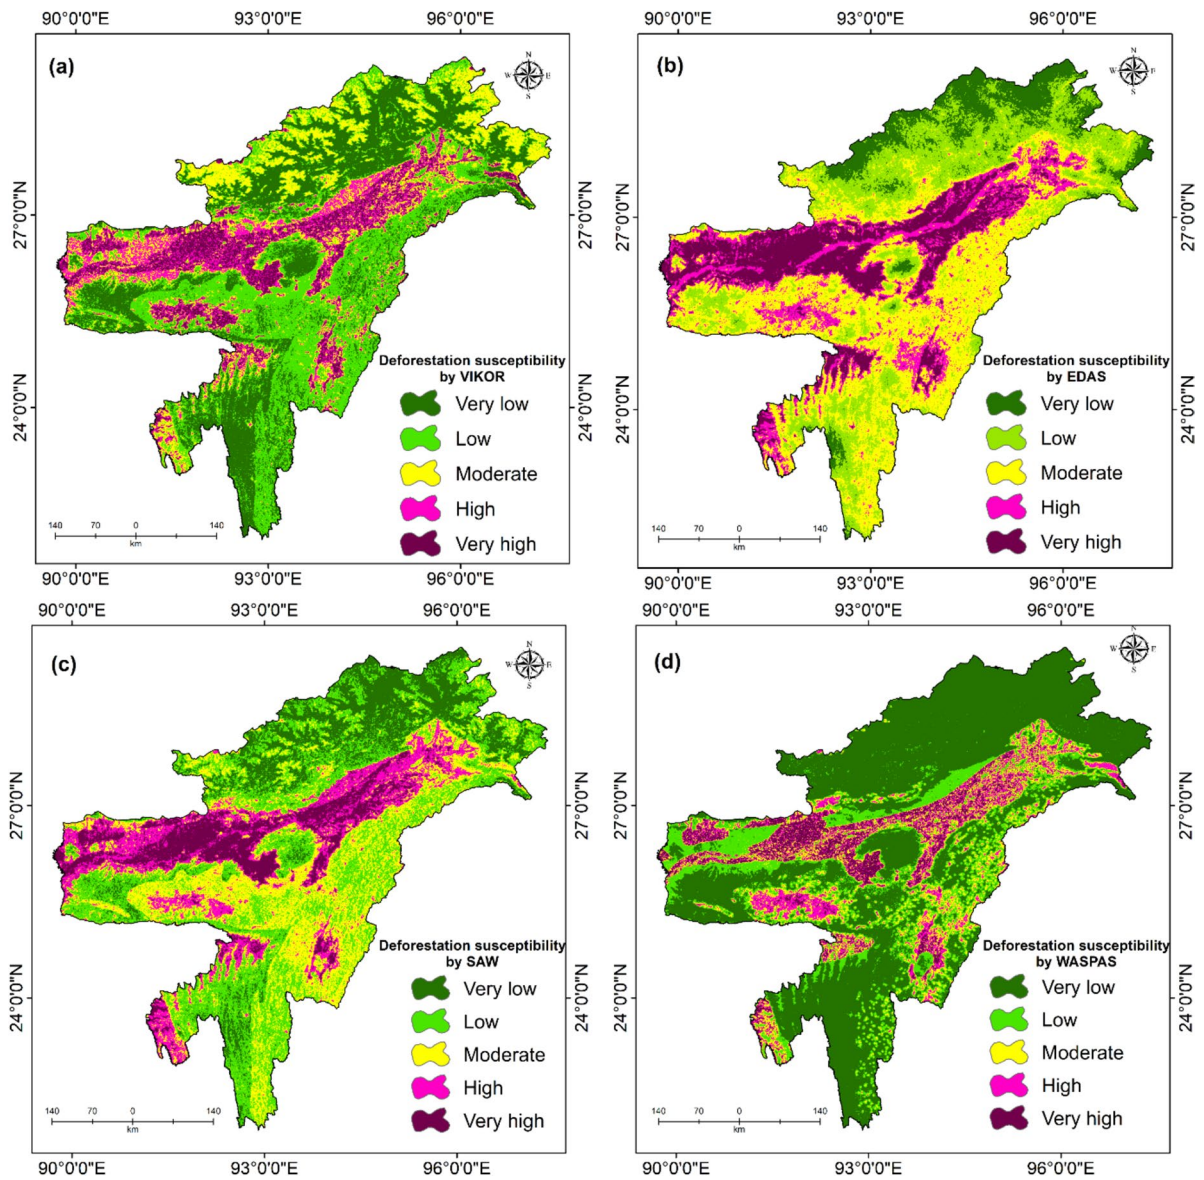 90°0'0"E 93°0'0"E 96°0'0"E
90°0'0"E 93°0'0"E 96°0'0"E
(a)
N
W E
S
27°0'0"N
24°0'0"N
27°0'0"N
24°0'0"N
Deforestation susceptibility
by VIKOR
Very low
Low
Moderate
High
Very high
140 70 0 140
km
90°0'0"E 93°0'0"E 96°0'0"E
(b)
N
W E
S
27°0'0"N
24°0'0"N
27°0'0"N
24°0'0"N
Deforestation susceptibility
by EDAS
Very low
Low
Moderate
High
Very high
140 70 0 140
km
90°0'0"E 93°0'0"E 96°0'0"E
90°0'0"E 93°0'0"E 96°0'0"E
90°0'0"E 93°0'0"E 96°0'0"E
(c)
N
W E
S
27°0'0"N
24°0'0"N
Deforestation susceptibility
by SAW
Very low
Low
Moderate
High
Very high
140 70 0 140
km
90°0'0"E 93°0'0"E 96°0'0"E
(d)
N
W E
S
27°0'0"N
24°0'0"N
27°0'0"N
24°0'0"N
Deforestation susceptibility
by WASPAS
Very low
Low
Moderate
High
Very high
140 70 0 140
km
90°0'0"E 93°0'0"E 96°0'0"E